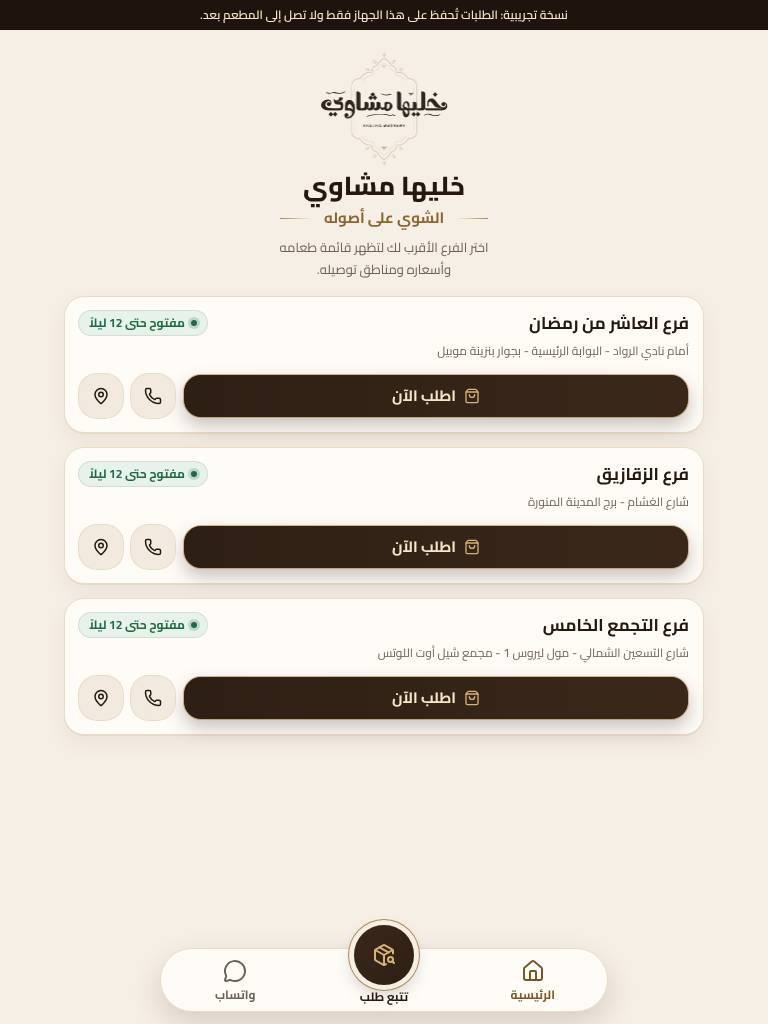 نسخة تجريبية: الطلبات تُحفظ على هذا الجهاز فقط ولا تصل إلى المطعم بعد.
خليها مشاوي
خليها مشاوي
الشوي على أصوله
اختر الفرع الأقرب لك لتظهر قائمة طعامه
وأسعاره ومناطق توصيله.
فرع العاشر من رمضان
مفتوح حتى 12 ليلاً
أمام نادي الرواد - البوابة الرئيسية - بجوار بنزينة موبيل
اطلب الآن
فرع الزقازيق
مفتوح حتى 12 ليلاً
شارع الغشام - برج المدينة المنورة
اطلب الآن
فرع التجمع الخامس
مفتوح حتى 12 ليلاً
شارع التسعين الشمالي - مول ليروس 1 - مجمع شيل أوت اللوتس
اطلب الآن
الرئيسية
تتبع طلب
واتساب